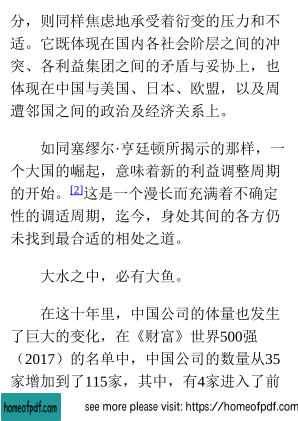 分，则同样焦虑地承受着衍变的压力和不
适。它既体现在国内各社会阶层之间的冲
突、各利益集团之间的矛盾与妥协上，也
体现在中国与美国、日本、欧盟，以及周
遭邻国之间的政治及经济关系上。
如同塞缪尔·亨廷顿所揭示的那样，一
个大国的崛起，意味着新的利益调整周期
的开始。[2]这是一个漫长而充满着不确定
性的调适周期，迄今，身处其间的各方仍
未找到最合适的相处之道。
大水之中，必有大鱼。
在这十年里，中国公司的体量也发生
了巨大的变化，在《财富》世界500强
（2017）的名单中，中国公司的数量从35
家增加到了115家，其中，有4家进入了前
homeofpdf.com
see more please visit: https://homeofpdf.com